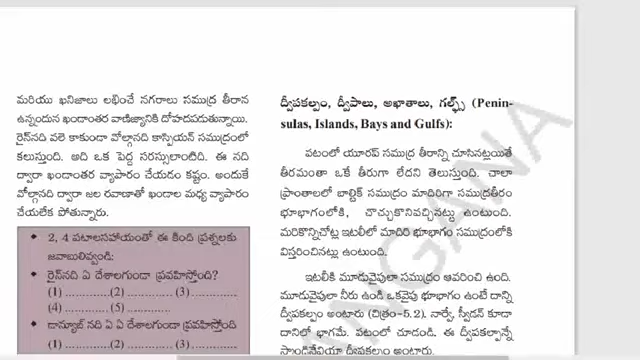 మరియు ఖనిజాలు లభించే నగరాలు సముద్ర తీరాన
ఉన్నందున ఖండాంతర వాణిజ్యానికి దోహదపడుతున్నాయి.
రైన్‌నది వలె కాకుండా వోల్గానది కాస్పియన్ సముద్రంలో
కలుస్తుంది. అది ఒక పెద్ద సరస్సులాంటిది. ఈ నది
ద్వారా ఖండాంతర వ్యాపారం చేయడం కష్టం. అందుకే
వోల్గానది ద్వారా జల రవాణాతో ఖండాల మధ్య వ్యాపారం
చేయలేక పోతున్నారు.
◆ 2, 4 పటాలసహాయంతో ఈ కింది ప్రశ్నలకు
జవాబులివ్వండి:
◆ రైన్‌నది ఏ దేశాలగుండా ప్రవహిస్తోంది?
(1) ............(2) ............ (3) ............
(4) ............(5) ............
◆ డాన్యూబ్ నది ఏ ఏ దేశాలగుండా ప్రవహిస్తోంది
(1) ............(2) ............ (3) ............
ద్వీపకల్పం, ద్వీపాలు, అఖాతాలు, గల్ఫ్స్ (Penin-
sulas, Islands, Bays and Gulfs):
పటంలో యూరప్ సముద్ర తీరాన్ని చూసినట్లయితే
తీరమంతా ఒకే తీరుగా లేదని తెలుస్తుంది. చాలా
ప్రాంతాలలో బాల్టిక్ సముద్రం మాదిరిగా సముద్రతీరం
భూభాగంలోకి, చొచ్చుకొనివచ్చినట్టు ఉంటుంది.
మరికొన్నిచోట్ల ఇటలీలో మాదిరి భూభాగం సముద్రంలోకి
విస్తరించినట్లు ఉంటుంది.
ఇటలీకి మూడువైపులా సముద్రం ఆవరించి ఉంది.
మూడువైపులా నీరు ఉండి ఒకవైపు భూభాగం ఉంటే దాన్ని
ద్వీపకల్పం అంటారు (చిత్రం-5.2). నార్వే, స్వీడన్ కూడా
దానిలో భాగమే. పటంలో చూడండి. ఈ ద్వీపకల్పాన్నే
స్కాండినేవియా ద్వీపకల్పం అంటారు.